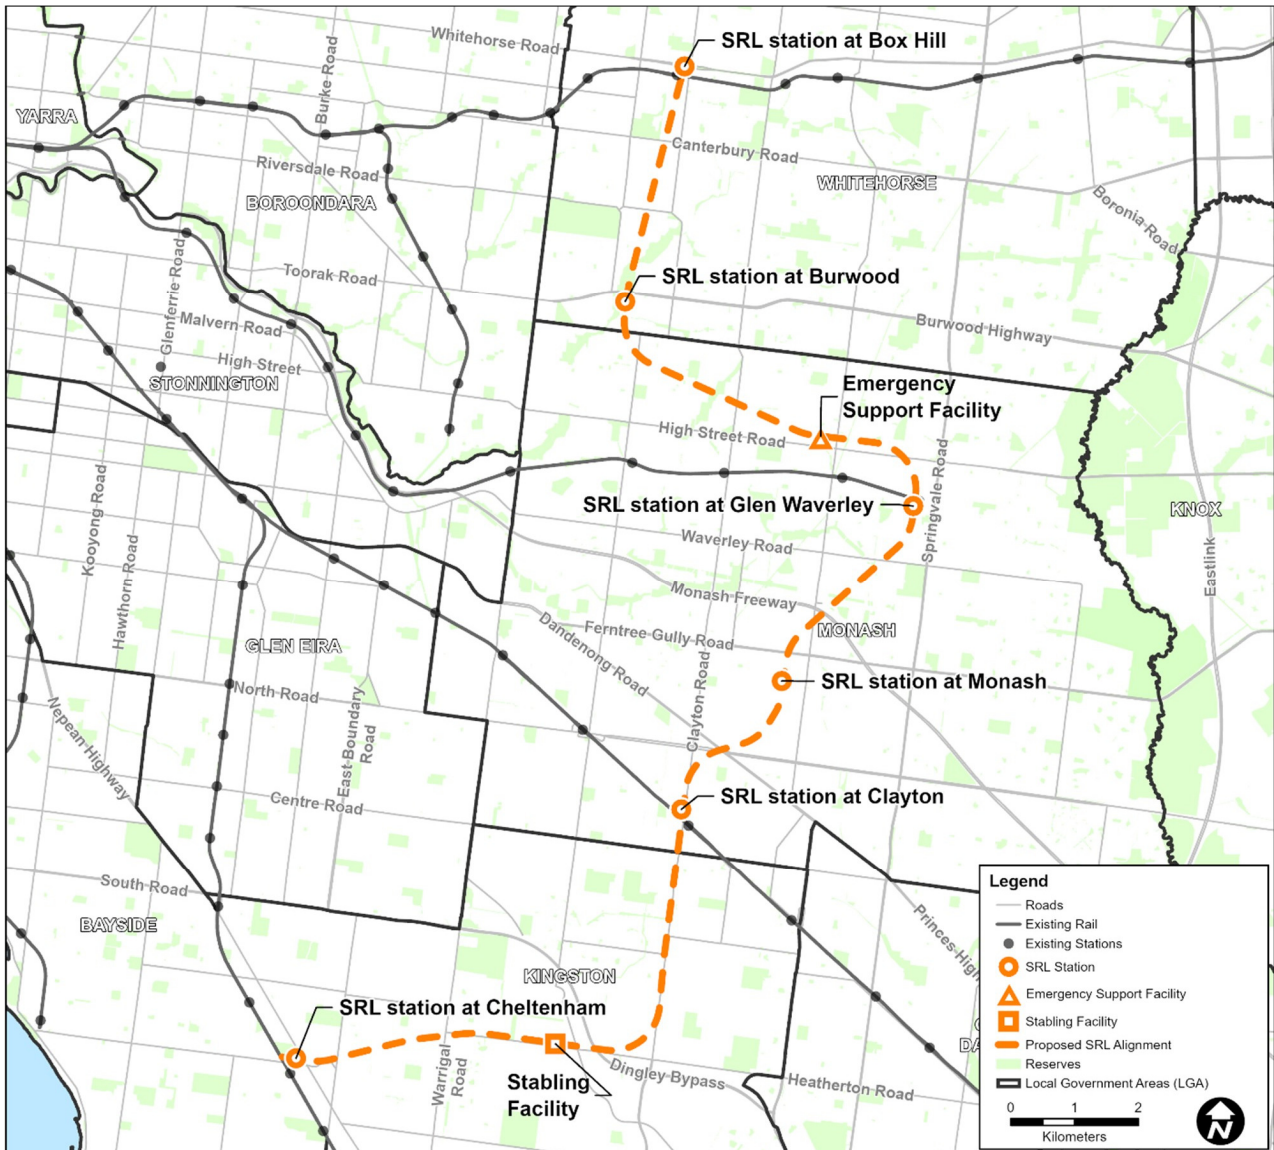 SRL station at Box Hill
Whitehorse Road
Burke Road
YARRA
Canterbury Road
Riversdale Road
WHITEHORSE
BOROONDARA
Boronia Road
Glenferrie Road
Toorak Road
SRL station at Burwood
Malvern Road
Burwood Highway
High Street
STONNINGTON
Emergency
Support Facility
High Street Road
Springvale Road
Kooyong Road
SRL station at Glen Waverley
KNOX
Hawthorn Road
Waverley Road
Eastlink
Monash Freeway
Dandenong Road
Ferntree Gully Road
MONASH
GLEN EIRA
Clayton Road
SRL station at Monash
North Road
Nepean Highway
East Boundary
Road
SRL station at Clayton
Centre Road
South Road
BAYSIDE
Princes High
KINGSTON
SRL station at Cheltenham
DA
Warrigal
Road
Stabling
Facility
Dingley Bypass
Heatherton Road
Legend
Roads
Existing Rail
Existing Stations
SRL Station
Emergency Support Facility
Stabling Facility
Proposed SRL Alignment
Reserves
Local Government Areas (LGA)
0 1 2
Kilometers
N